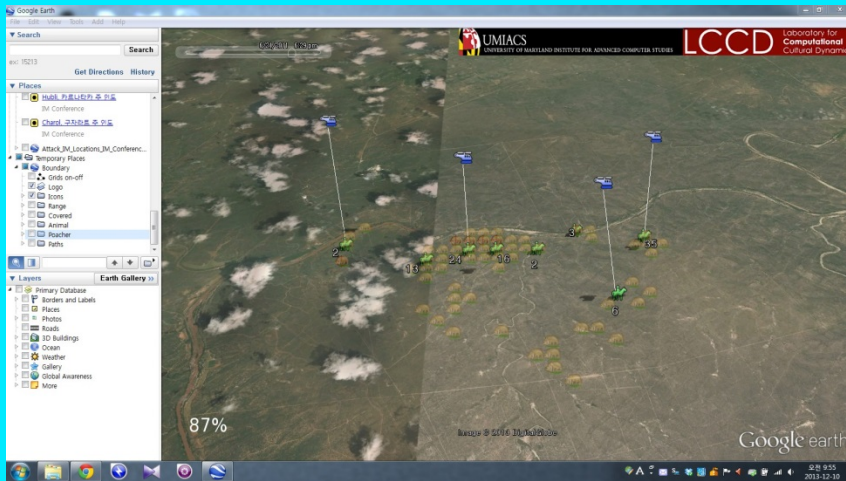 Google Earth
File Edit View Tools Add Help
▼ Search
Search
ex: 15213
Get Directions History
▼ Places
Hubli, 카르나타카 주 인도
IM Conference
Charol, 구자라트 주 인도
IM Conference
Attack_IM_Locations_IM_Conferenc...
Temporary Places
Boundary
Grids on-off
Logo
Icons
Range
Covered
Animal
Poacher
Paths
▼ Layers
Earth Gallery >>
Primary Database
Borders and Labels
Places
Photos
Roads
3D Buildings
Ocean
Weather
Gallery
Global Awareness
More
UMIACS
UNIVERSITY OF MARYLAND INSTITUTE FOR ADVANCED COMPUTER STUDIES
LCCD
Laboratory for
Computational
Cultural Dynamic
2
13
24
16
2
3
35
6
87%
Google earth
A
오전 9:55
2013-12-10